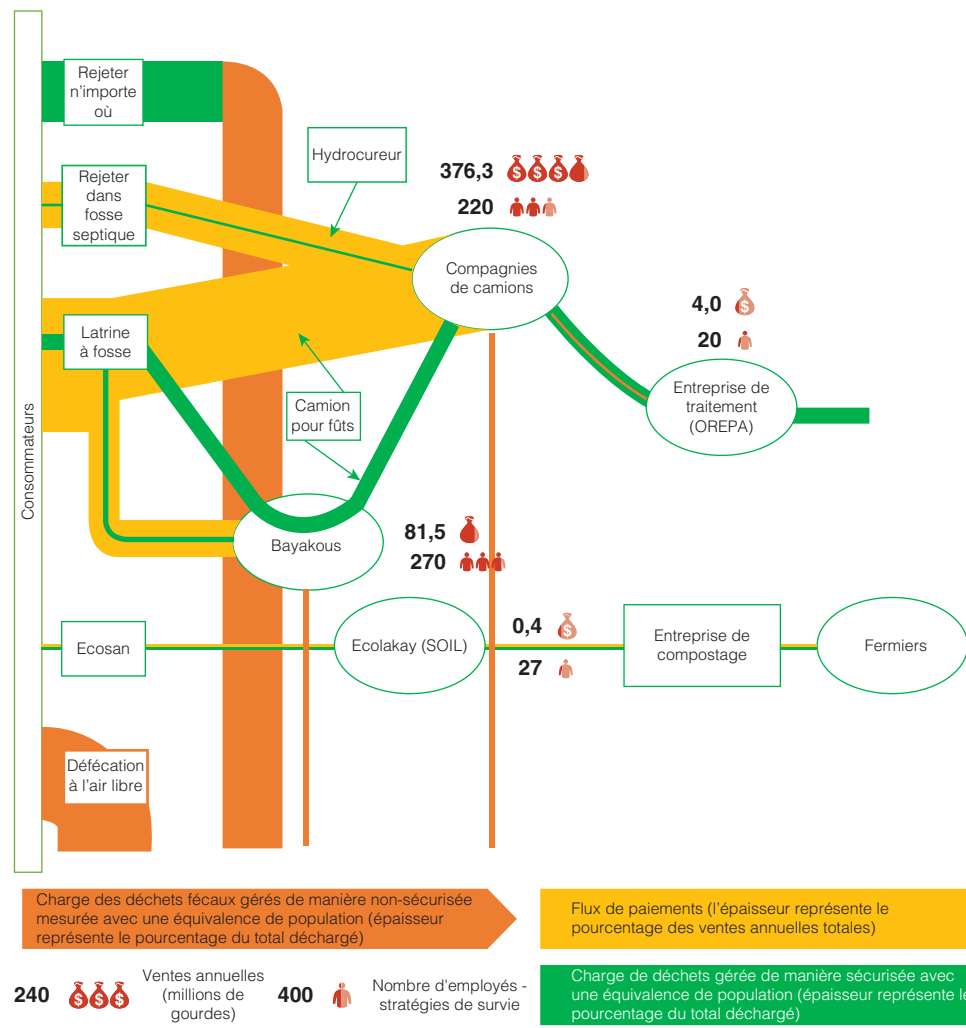 Rejeter
n'importe
où
Hydrocureur
376,3
220
Rejeter
dans
fosse
septique
Compagnies
de camions
4,0
20
Latrine
à fosse
Entreprise de
traitement
(OREPA)
Camion
pour fûts
Consommateurs
Bayakous
81,5
270
Ecosan
Ecolakay (SOIL)
0,4
27
Entreprise de
compostage
Fermiers
Défécation
à l'air libre
Charge des déchets fécaux gérés de manière non-sécurisée
mesurée avec une équivalence de population (épaisseur
représente le pourcentage du total déchargé)
Flux de paiements (l'épaisseur représente le
pourcentage des ventes annuelles totales)
240
Ventes annuelles
(millions de
gourdes)
400
Nombre d'employés -
stratégies de survie
Charge de déchets gérée de manière sécurisée avec
une équivalence de population (épaisseur représente le
pourcentage du total déchargé)